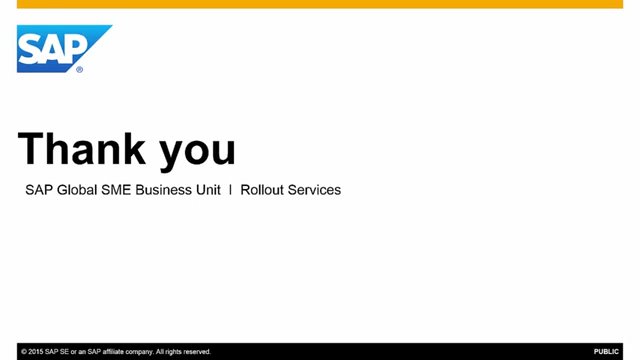 SAP®
Thank you
SAP Global SME Business Unit | Rollout Services
© 2015 SAP SE or an SAP affiliate company. All rights reserved.
PUBLIC